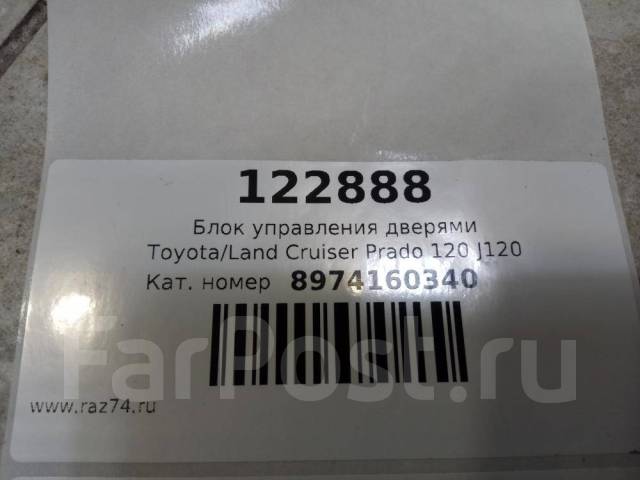 122888
Блок управления дверями
Toyota/Land Cruiser Prado 120 J120
Кат. номер 8974160340
FarPost.ru
www.raz74.ru